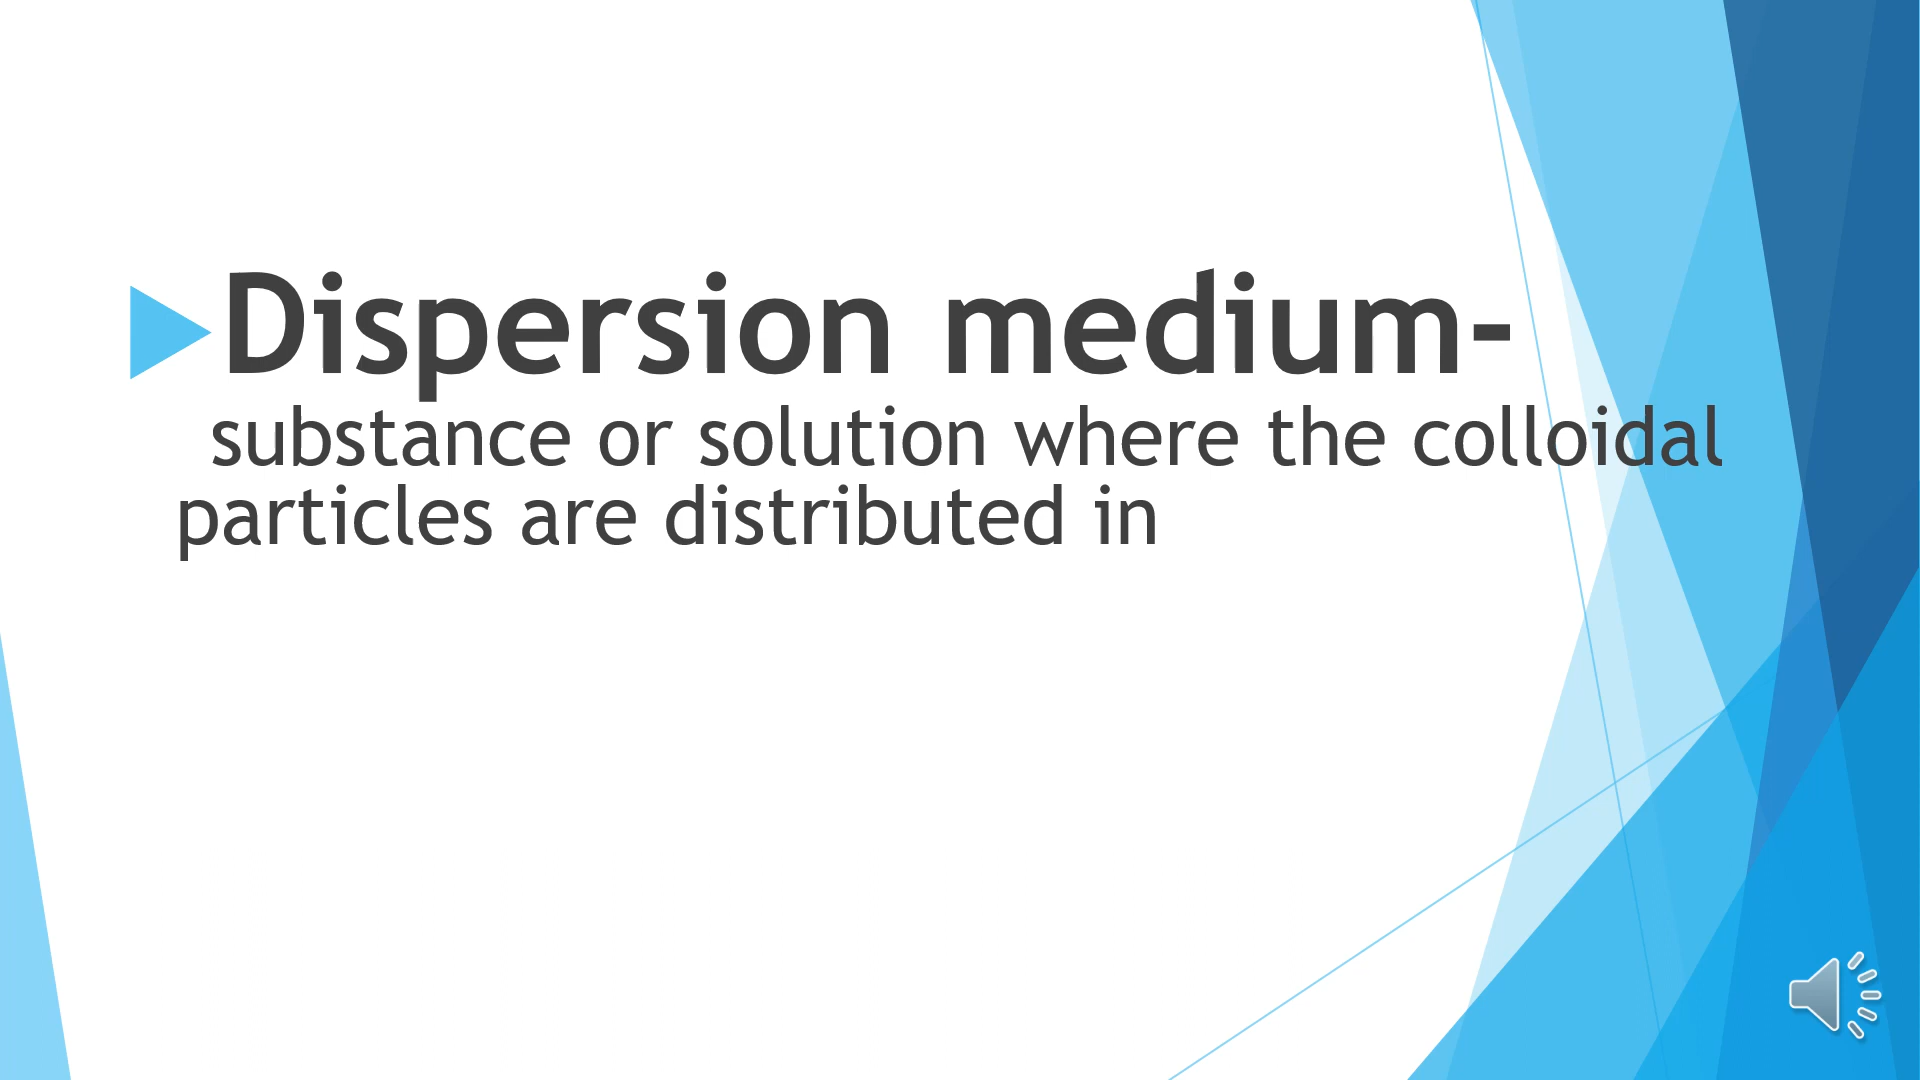 Dispersion medium-
substance or solution where the colloidal
particles are distributed in